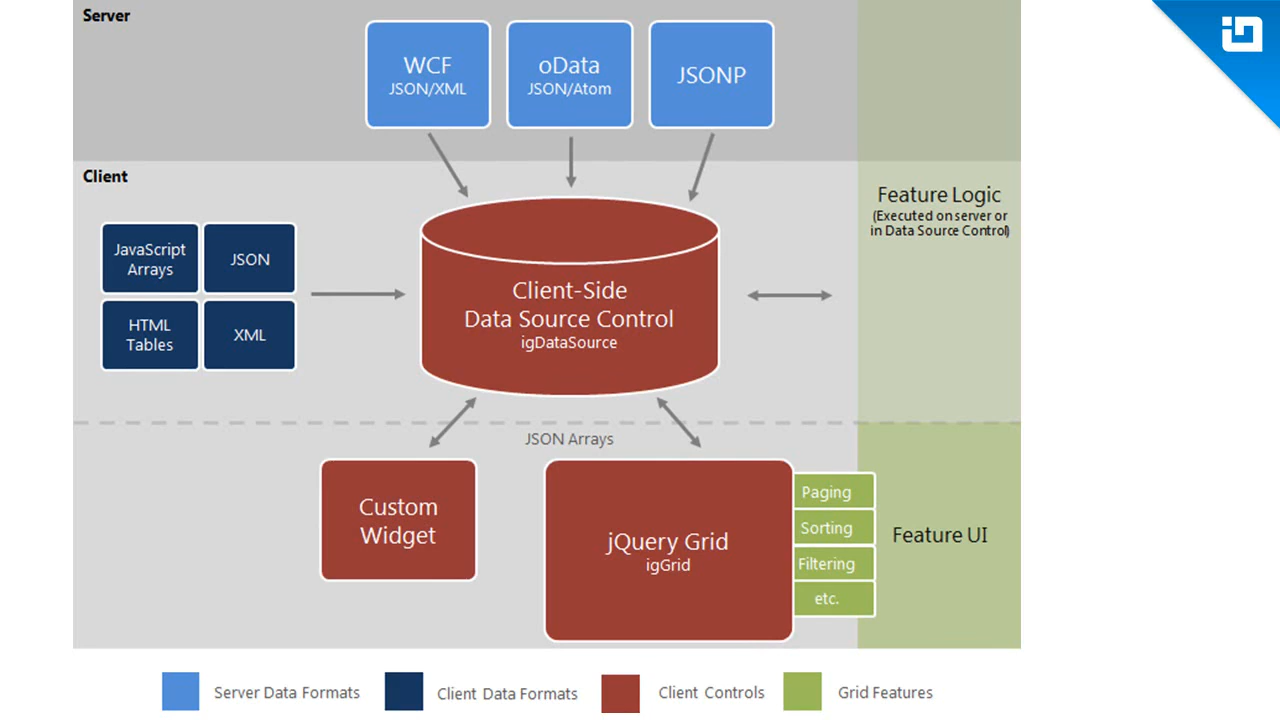 Server
WCF
JSON/XML
oData
JSON/Atom
JSONP
Client
Feature Logic
(Executed on server or
in Data Source Control)
JavaScript
Arrays
JSON
HTML
Tables
XML
Client-Side
Data Source Control
igDataSource
JSON Arrays
Custom
Widget
jQuery Grid
igGrid
Paging
Sorting
Filtering
etc.
Feature UI
Server Data Formats
Client Data Formats
Client Controls
Grid Features